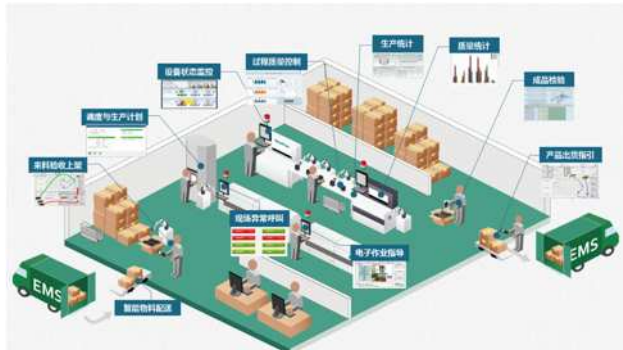 生产统计
质量统计
过程质量控制
设备状态监控
成品检验
调度与生产计划
产品出货指引
来料验收上架
现场异常呼叫
电子作业指导
EMS
EMS
智能物料配送